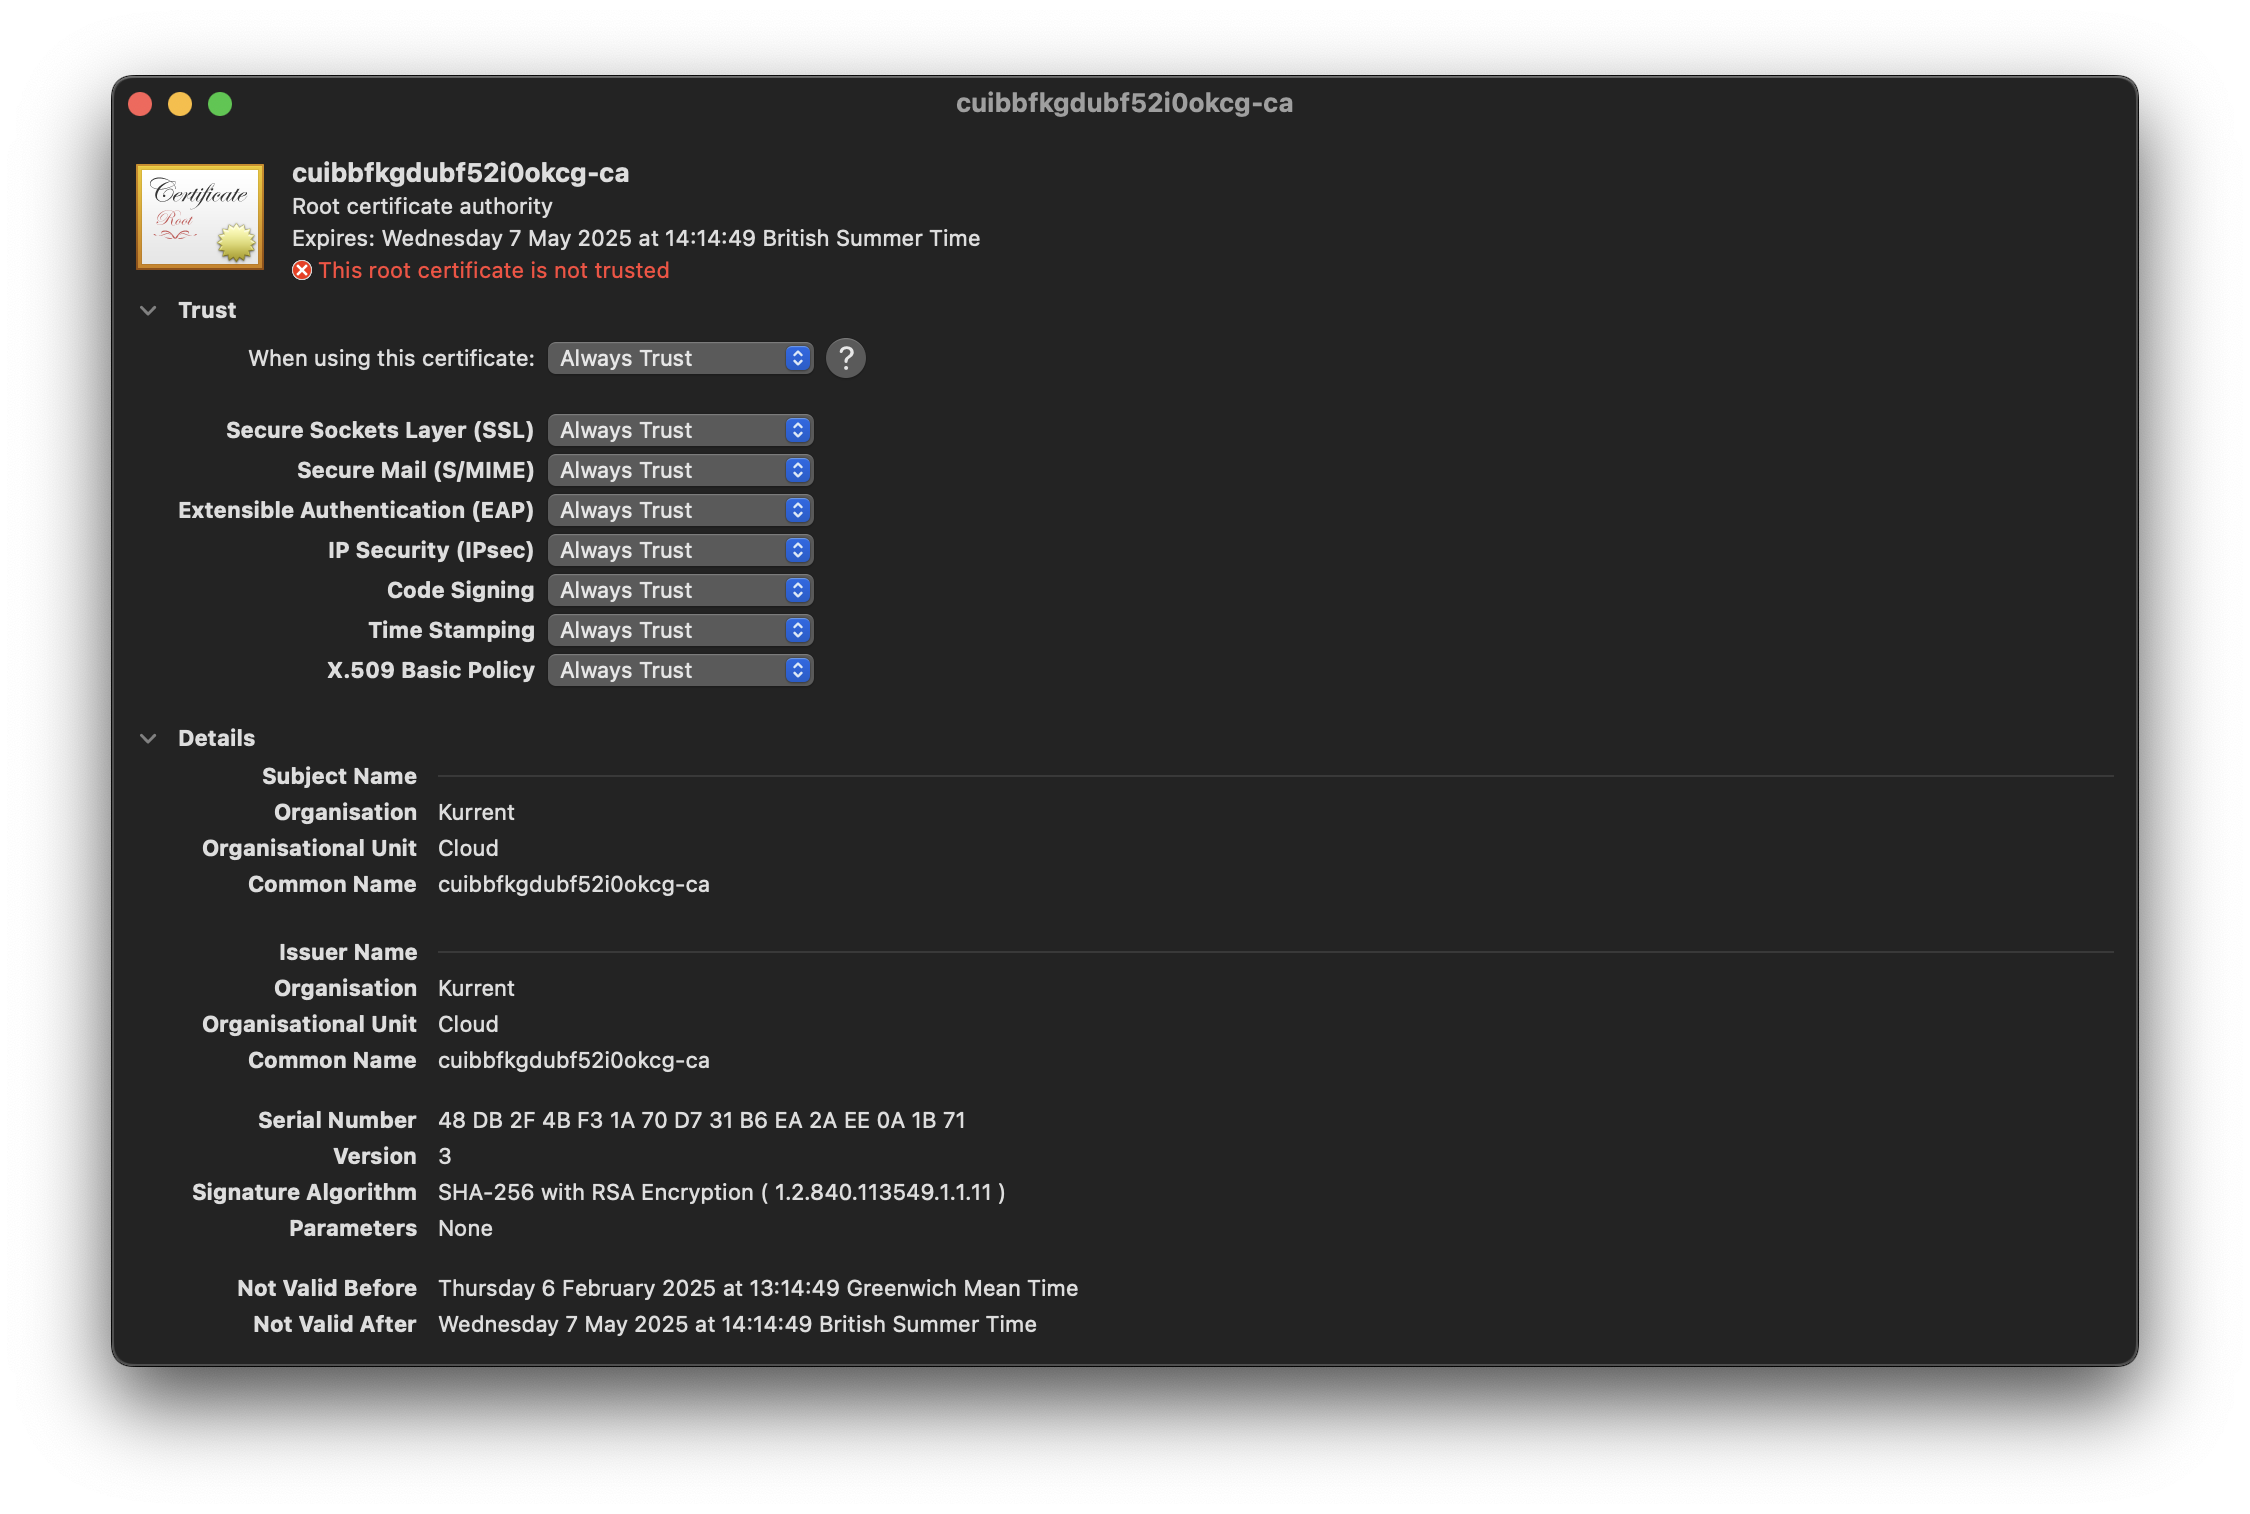 cuibbfkgdubf52i0okcg-ca
Certificate
Root
cuibbfkgdubf52i0okcg-ca
Root certificate authority
Expires: Wednesday 7 May 2025 at 14:14:49 British Summer Time
This root certificate is not trusted
Trust
When using this certificate: Always Trust ?
Secure Sockets Layer (SSL) Always Trust
Secure Mail (S/MIME) Always Trust
Extensible Authentication (EAP) Always Trust
IP Security (IPsec) Always Trust
Code Signing Always Trust
Time Stamping Always Trust
X.509 Basic Policy Always Trust
Details
Subject Name
Organisation Kurrent
Organisational Unit Cloud
Common Name cuibbfkgdubf52i0okcg-ca
Issuer Name
Organisation Kurrent
Organisational Unit Cloud
Common Name cuibbfkgdubf52i0okcg-ca
Serial Number 48 DB 2F 4B F3 1A 70 D7 31 B6 EA 2A EE 0A 1B 71
Version 3
Signature Algorithm SHA-256 with RSA Encryption ( 1.2.840.113549.1.1.11 )
Parameters None
Not Valid Before Thursday 6 February 2025 at 13:14:49 Greenwich Mean Time
Not Valid After Wednesday 7 May 2025 at 14:14:49 British Summer Time